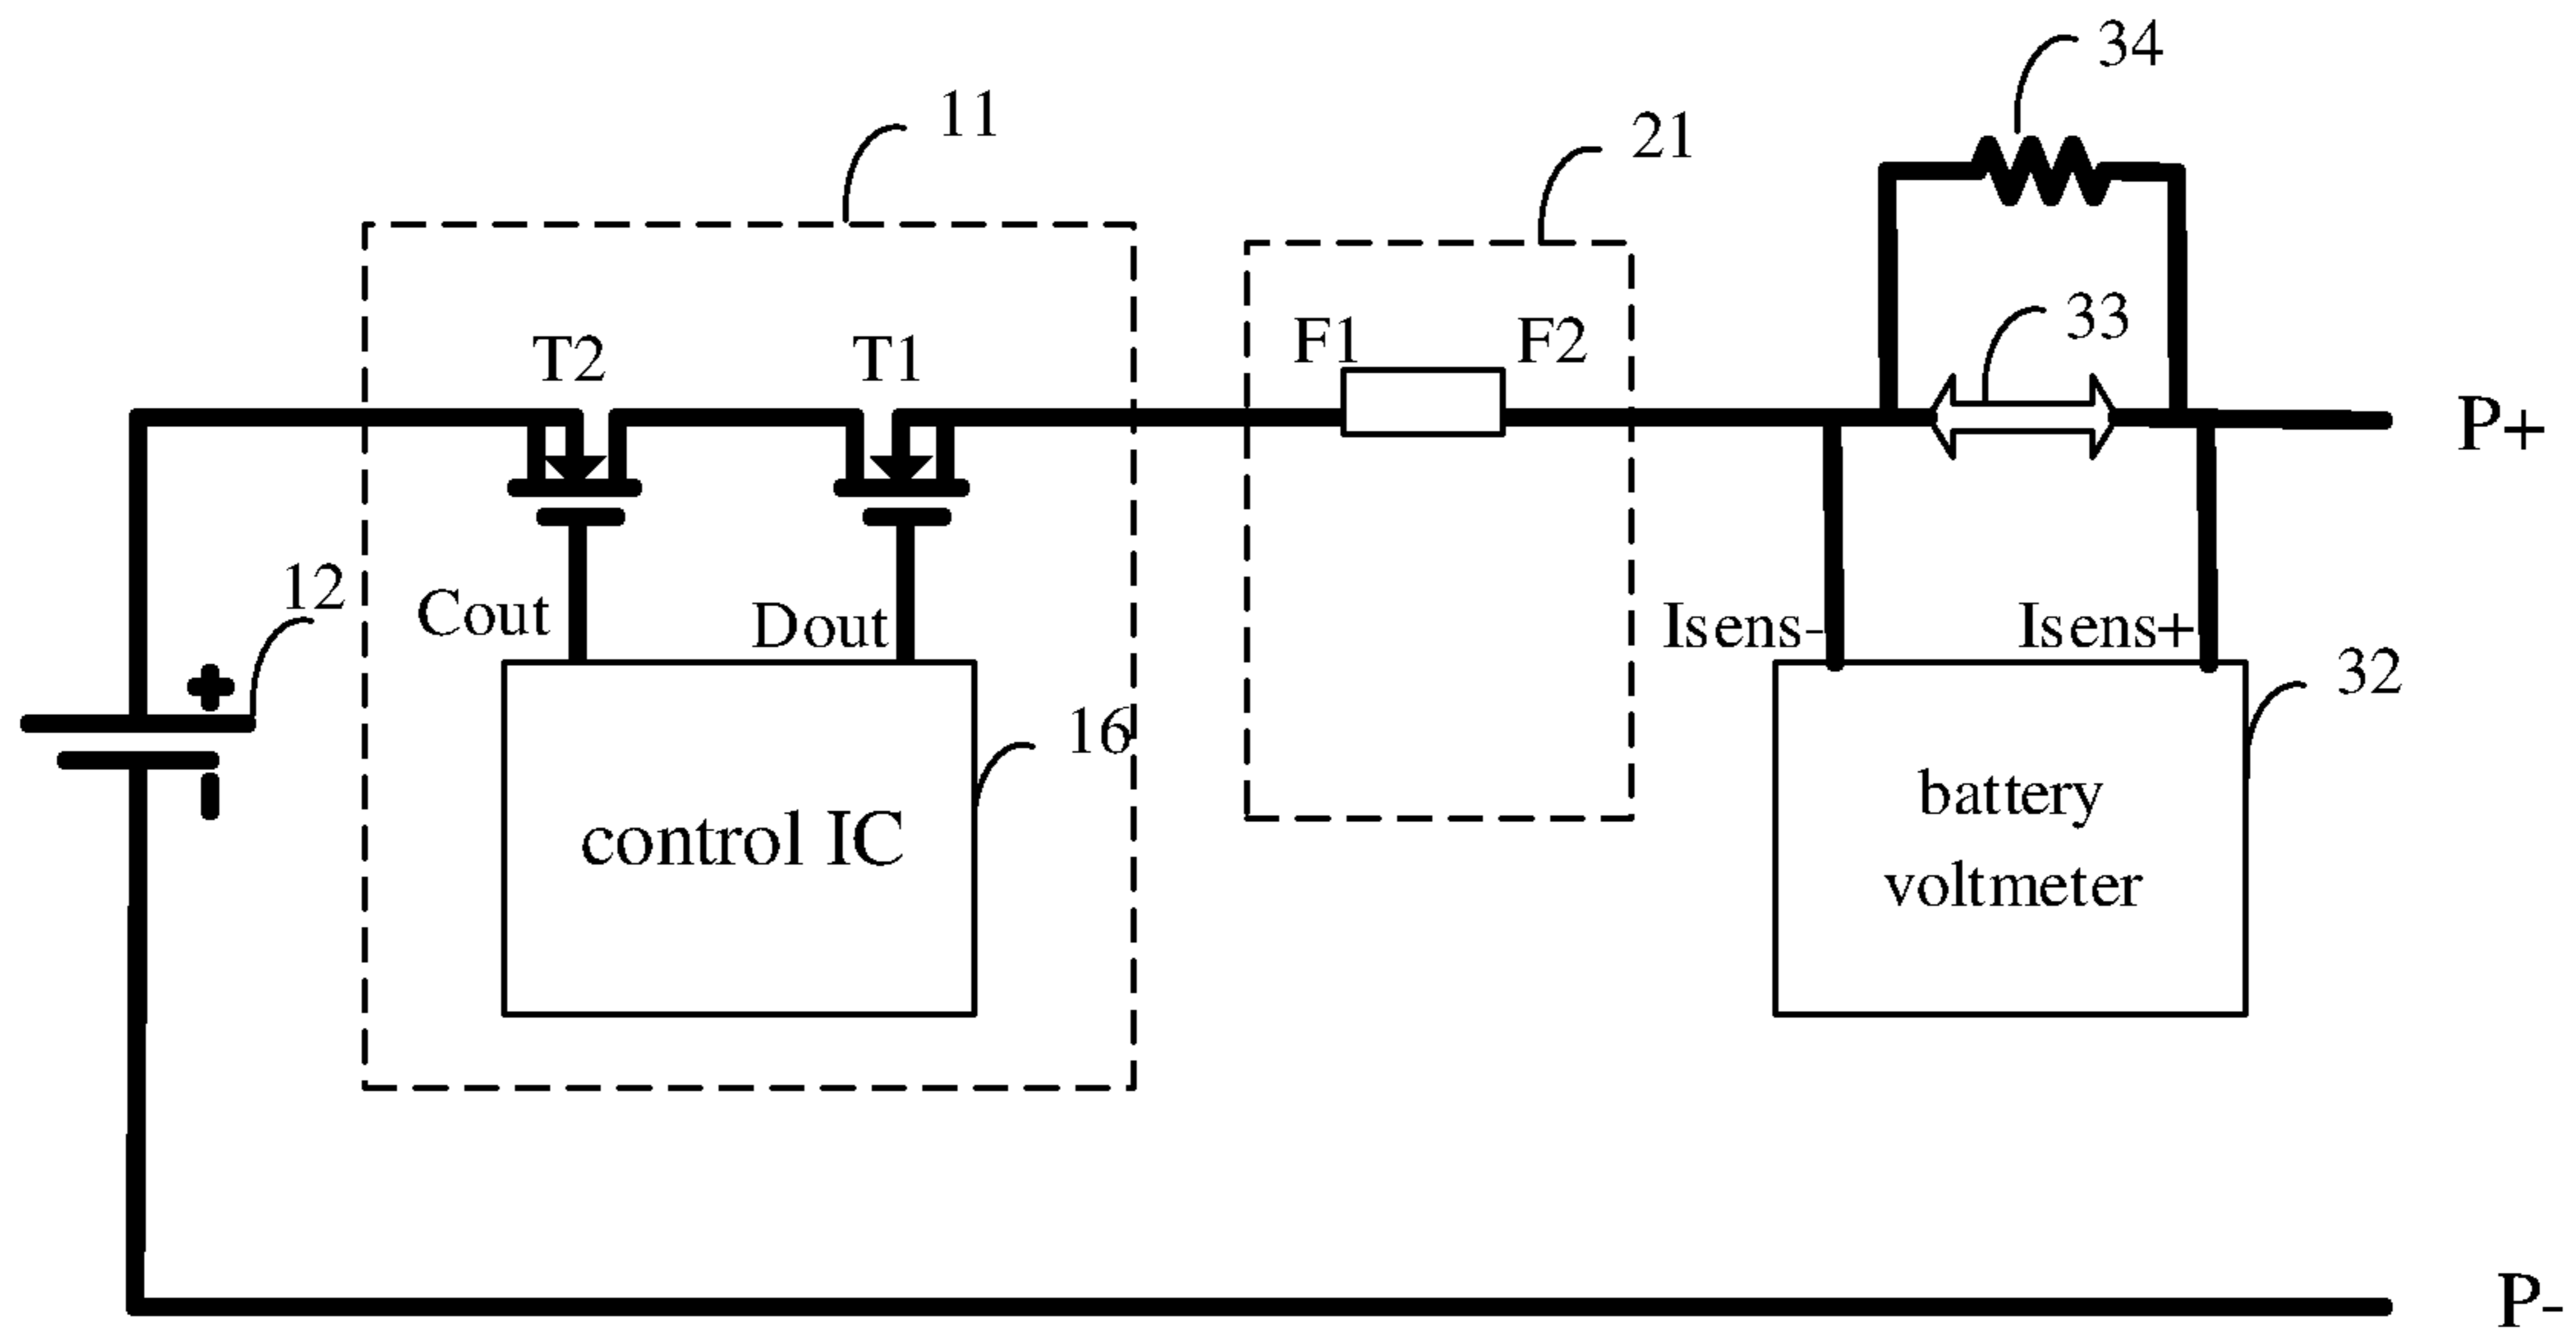 34
11
21
33
T2
T1
F1
F2
P+
12
Cout
Dout
Isens-
Isens+
32
16
battery
voltmeter
control IC
+
-
P-